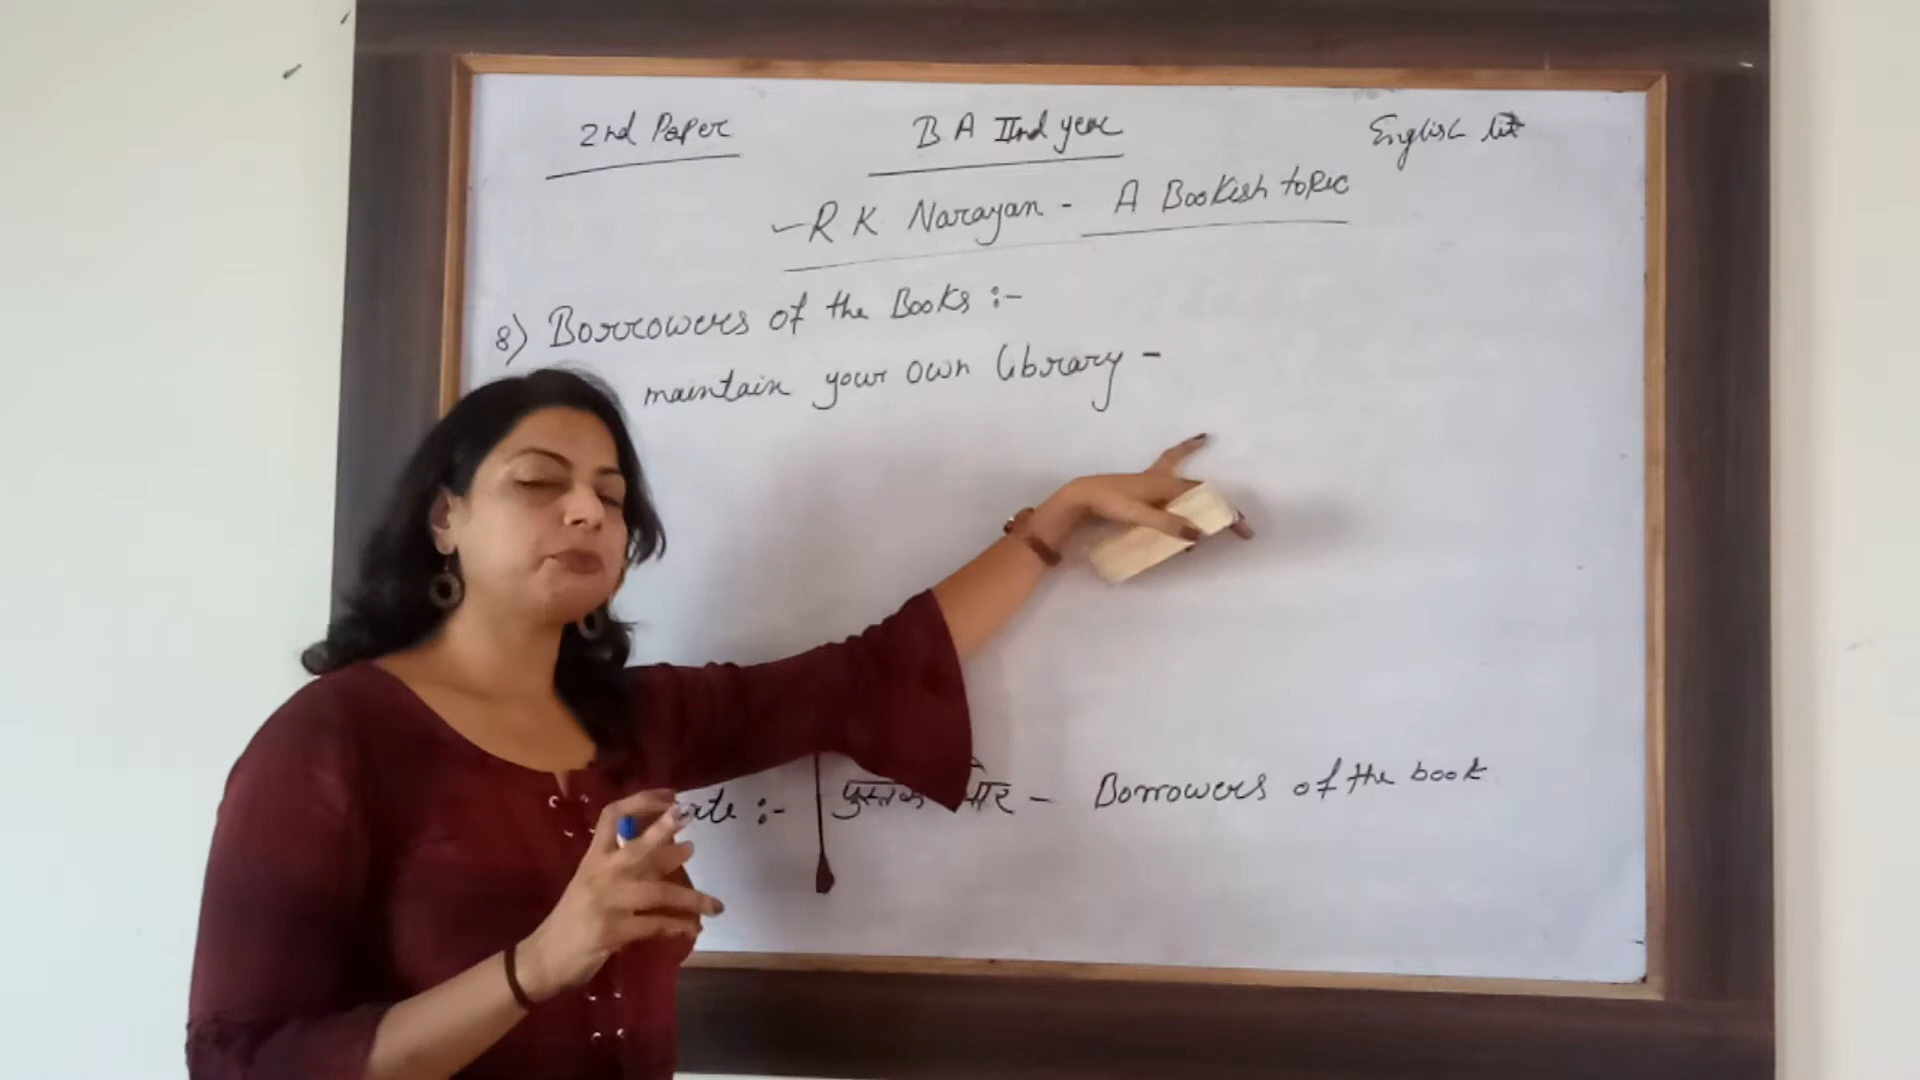 2nd Paper
B A IInd year
English lit
R K Narayan - A Bookish topic
8) Borrowers of the Books :-
maintain your own library -
पुस्तक - Borrowers of the book